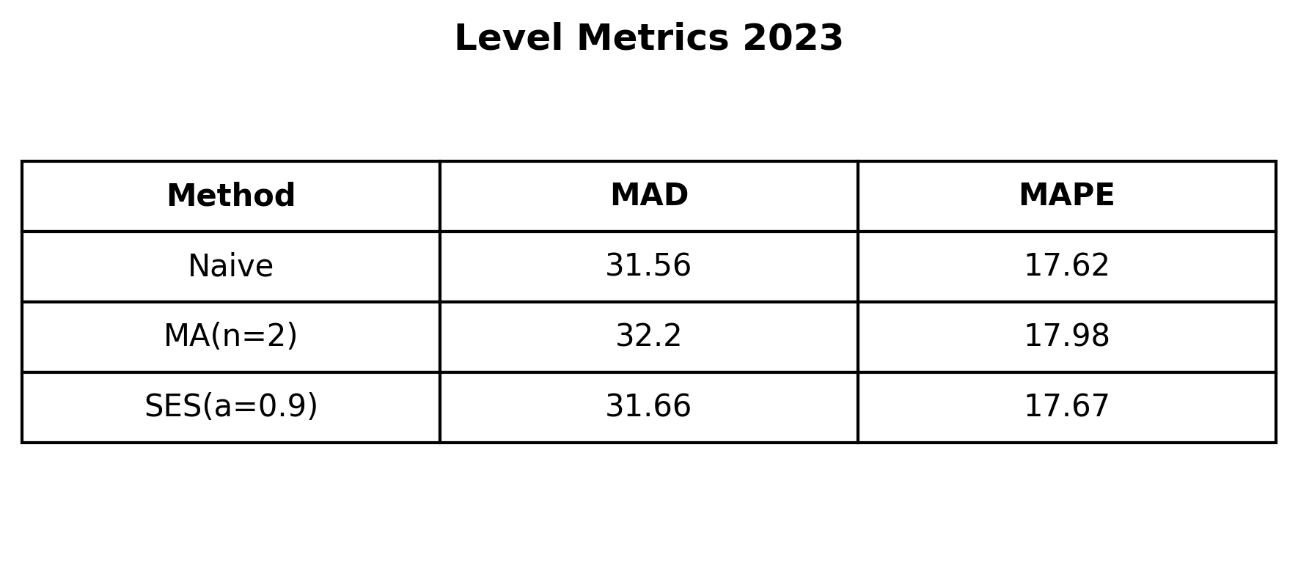 Level Metrics 2023
Method MAD MAPE
Naive 31.56 17.62
MA(n=2) 32.2 17.98
SES(a=0.9) 31.66 17.67